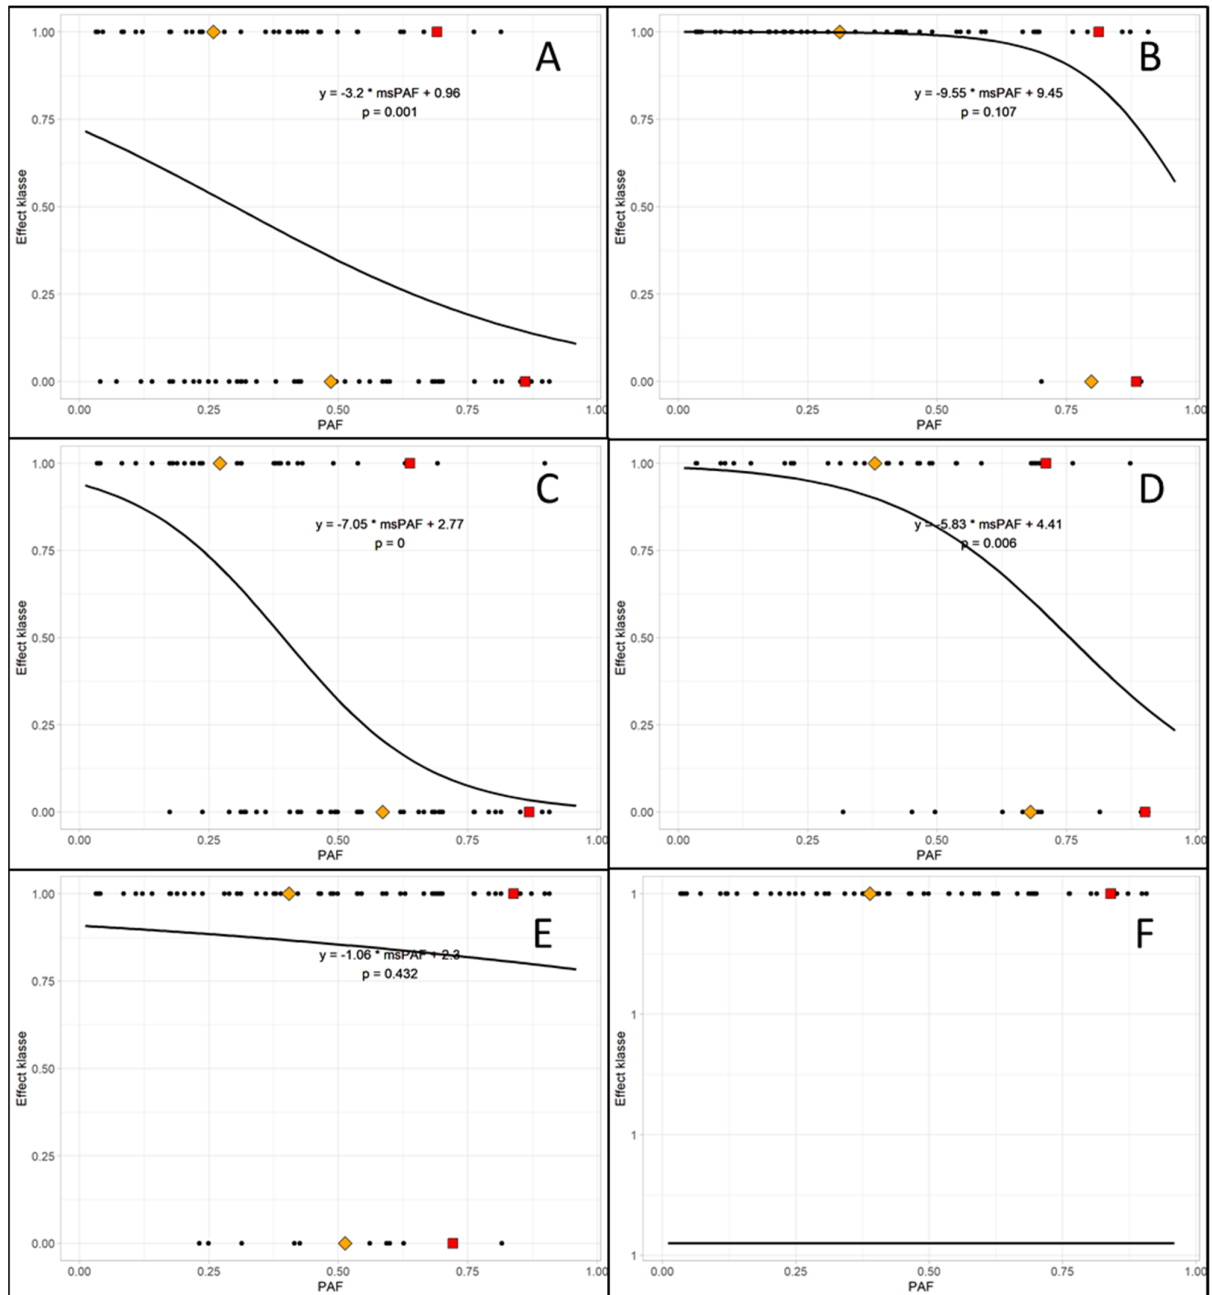 1.00
A
y = -3.2 * msPAF + 0.96
p = 0.001
0.75
Effect klasse
0.50
0.25
0.00
0.00 0.25 0.50 0.75 1.00
PAF
1.00
B
y = -9.55 * msPAF + 9.45
p = 0.107
0.75
Effect klasse
0.50
0.25
0.00
0.00 0.25 0.50 0.75 1.00
PAF
1.00
C
y = -7.05 * msPAF + 2.77
p = 0
0.75
Effect klasse
0.50
0.25
0.00
0.00 0.25 0.50 0.75 1.00
PAF
1.00
D
y = -5.83 * msPAF + 4.41
p = 0.006
0.75
Effect klasse
0.50
0.25
0.00
0.00 0.25 0.50 0.75 1.00
PAF
1.00
E
y = -1.06 * msPAF + 2.3
p = 0.432
0.75
Effect klasse
0.50
0.25
0.00
0.00 0.25 0.50 0.75 1.00
PAF
1
F
1
Effect klasse
1
1
0.00 0.25 0.50 0.75 1.00
PAF